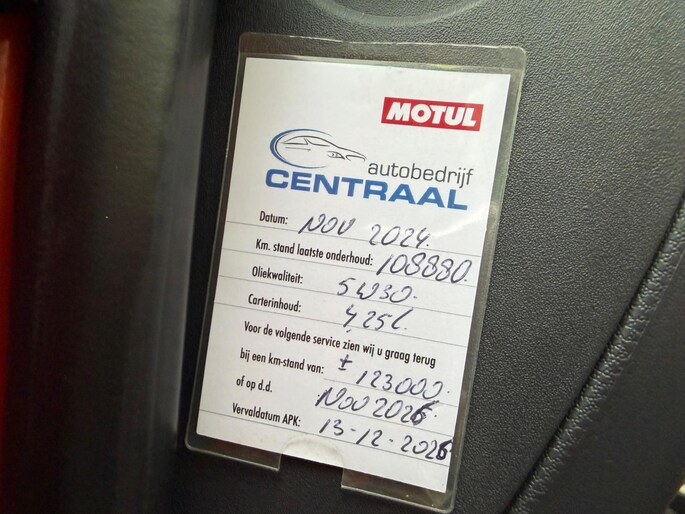 MOTUL
autobedrijf
CENTRAAL
Datum: NOV 2024.
Km. stand laatste onderhoud: 108880.
Oliekwaliteit: 5W30.
Carterinhoud: 4,25L.
Voor de volgende service zien wij u graag terug
bij een km-stand van: ± 123000.
of op d.d. NOV 2026.
Vervaldatum APK: 13-12-2026